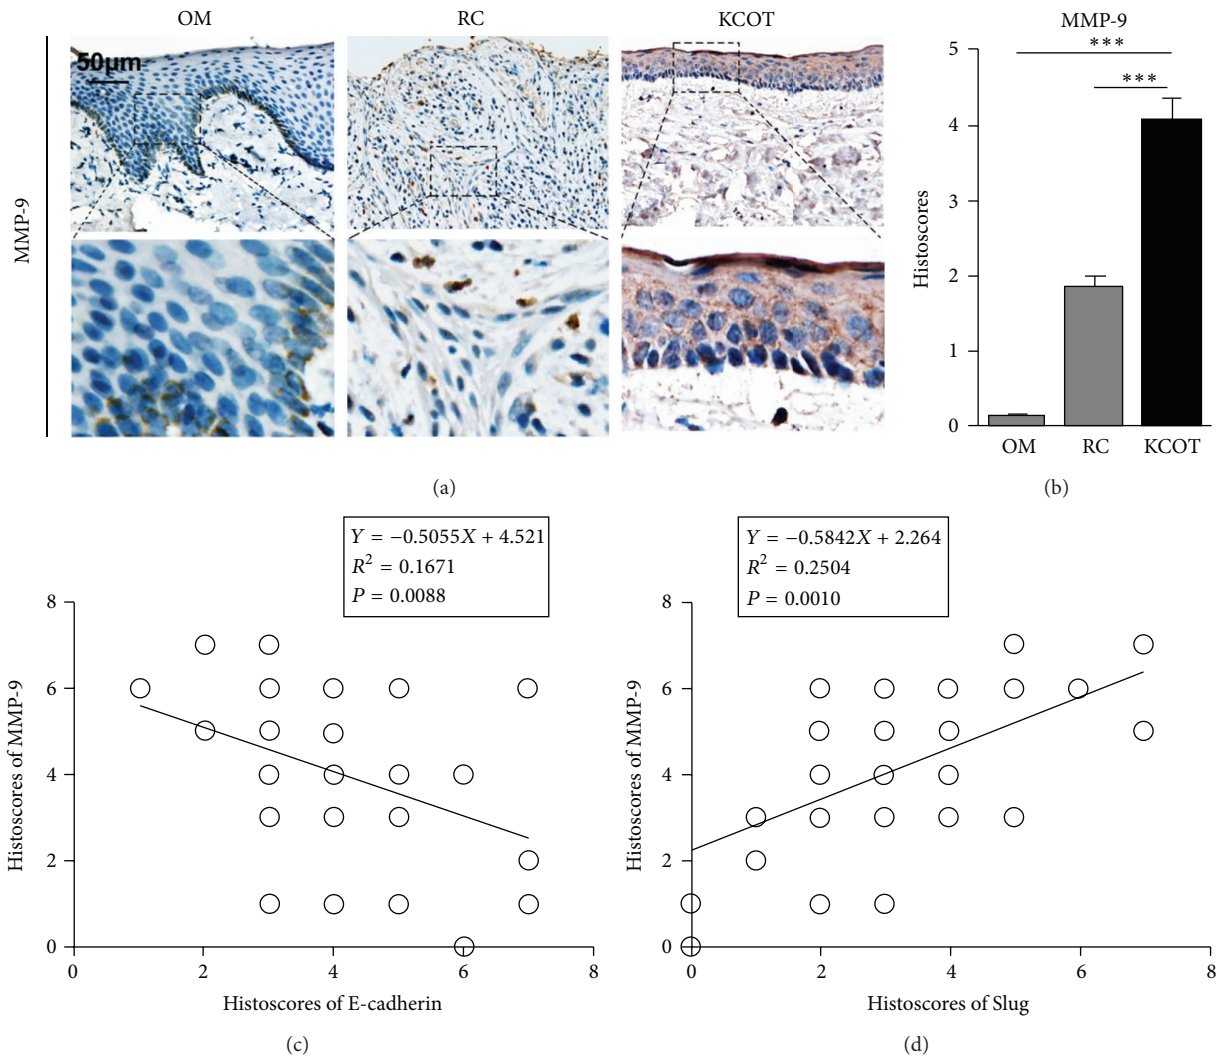 OM
RC
KCOT
MMP-9
50μm
(a)
MMP-9
5
4
3
2
1
0
Histoscores
***
***
OM
RC
KCOT
(b)
Y = −0.5055X + 4.521
R² = 0.1671
P = 0.0088
8
6
4
2
0
Histoscores of MMP-9
0
2
4
6
8
Histoscores of E-cadherin
(c)
Y = −0.5842X + 2.264
R² = 0.2504
P = 0.0010
8
6
4
2
0
Histoscores of MMP-9
0
2
4
6
8
Histoscores of Slug
(d)